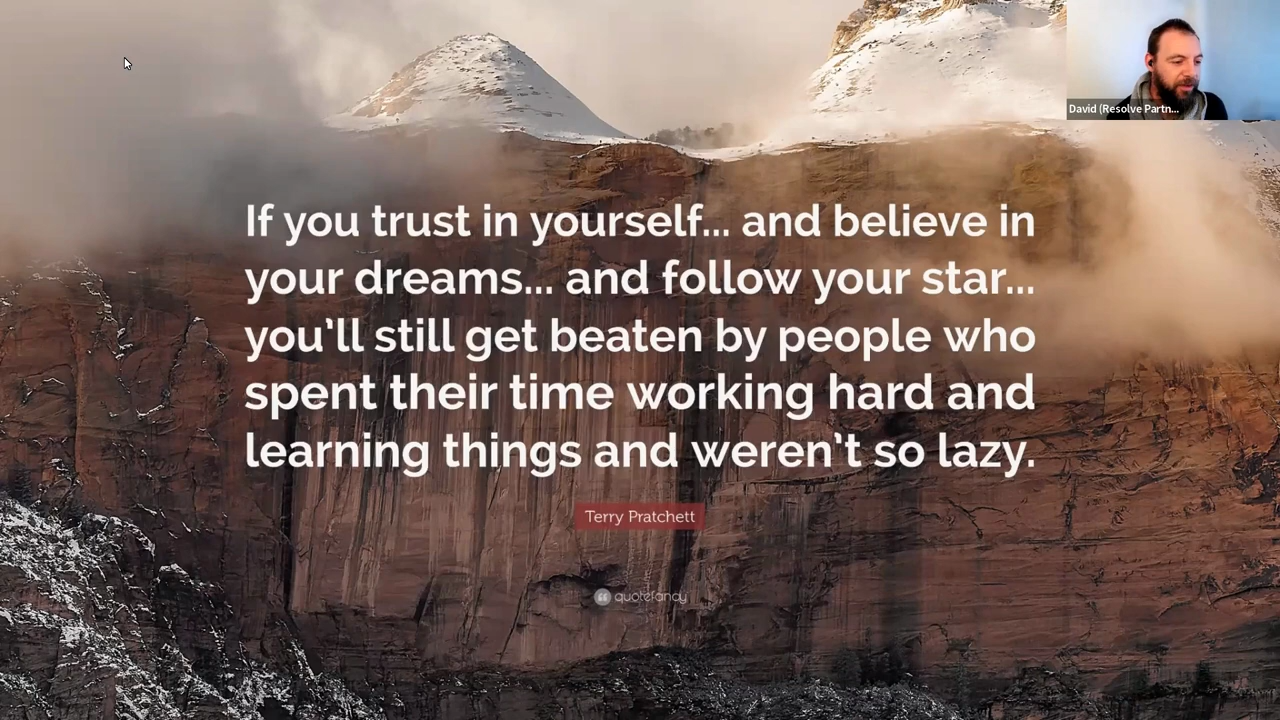 David (Resolve Partn...
If you trust in yourself... and believe in
your dreams... and follow your star...
you’ll still get beaten by people who
spent their time working hard and
learning things and weren’t so lazy.
Terry Pratchett
quotefancy